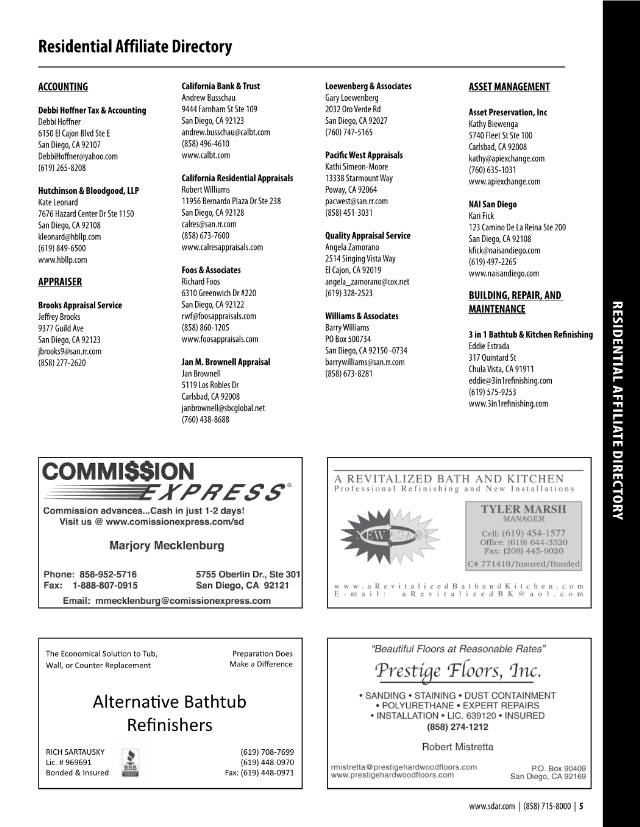 Residential Affiliate Directory
ACCOUNTING
Debbi Hoffner Tax & Accounting
Debbi Hoffner
6150 El Cajon Blvd Ste E
San Diego, CA 92107
DebbiHoffner@yahoo.com
(619) 265-8208
Hutchinson & Bloodgood, LLP
Kate Leonard
7676 Hazard Center Dr Ste 1150
San Diego, CA 92108
kleonard@hbllp.com
(619) 849-6500
www.hbllp.com
APPRAISER
Brooks Appraisal Service
Jeffrey Brooks
9377 Guild Ave
San Diego, CA 92123
jbrooks9@san.rr.com
(858) 277-2620
California Bank & Trust
Andrew Busschau
9444 Farnham St Ste 109
San Diego, CA 92123
andrew.busschau@calbt.com
(858) 496-4610
www.calbt.com
California Residential Appraisals
Robert Williams
11956 Bernardo Plaza Dr Ste 238
San Diego, CA 92128
calres@san.rr.com
(858) 673-7600
www.calresappraisals.com
Foos & Associates
Richard Foos
6310 Greenwich Dr #220
San Diego, CA 92122
rwf@foosappraisals.com
(858) 860-1205
www.foosappraisals.com
Jan M. Brownell Appraisal
Jan Brownell
5119 Los Robles Dr
Carlsbad, CA 92008
janbrownell@sbcglobal.net
(760) 438-8688
Loewenberg & Associates
Gary Loewenberg
2032 Oro Verde Rd
San Diego, CA 92027
(760) 747-5165
Pacific West Appraisals
Kathi Simeon-Moore
13338 Starmount Way
Poway, CA 92064
pacwest@san.rr.com
(858) 451-3031
Quality Appraisal Service
Angela Zamorano
2514 Singing Vista Way
El Cajon, CA 92019
angela_zamorano@cox.net
(619) 328-2523
Williams & Associates
Barry Williams
PO Box 500734
San Diego, CA 92150 -0734
barrywilliams@san.rr.com
(858) 673-8281
ASSET MANAGEMENT
Asset Preservation, Inc
Kathy Biewenga
5740 Fleet St Ste 100
Carlsbad, CA 92008
kathy@apiexchange.com
(760) 635-1031
www.apiexchange.com
NAI San Diego
Kari Fick
123 Camino De La Reina Ste 200
San Diego, CA 92108
kfick@naisandiego.com
(619) 497-2265
www.naisandiego.com
BUILDING, REPAIR, AND
MAINTENANCE
3 in 1 Bathtub & Kitchen Refinishing
Eddie Estrada
317 Quintard St
Chula Vista, CA 91911
eddie@3in1refinishing.com
(619) 575-9253
www.3in1refinishing.com
RESIDENTIAL AFFILIATE DIRECTORY
COMMI$$ION
EXPRESS®
Commission advances...Cash in just 1-2 days!
Visit us @ www.comissionexpress.com/sd
Marjory Mecklenburg
Phone: 858-952-5716 5755 Oberlin Dr., Ste 301
Fax: 1-888-807-0915 San Diego, CA 92121
Email: mmecklenburg@comissionexpress.com
A REVITALIZED BATH AND KITCHEN
Professional Refinishing and New Installations
NEW AGAIN
TYLER MARSH
MANAGER
Cell: (619) 454-1577
Office: (619) 644-3320
Fax: (208) 445-9020
C# 771419/Insured/Bonded
www.aRevitalizedBathandKitchen.com
E-mail: aRevitalizedBK@aol.com
The Economical Solution to Tub, Preparation Does
Wall, or Counter Replacement Make a Difference
Alternative Bathtub
Refinishers
RICH SARTAUSKY (619) 708-7699
Lic. # 969691 (619) 448-0970
Bonded & Insured Fax: (619) 448-0971
BBB
"Beautiful Floors at Reasonable Rates"
Prestige Floors, Inc.
• SANDING • STAINING • DUST CONTAINMENT
• POLYURETHANE • EXPERT REPAIRS
• INSTALLATION • LIC. 639120 • INSURED
(858) 274-1212
Robert Mistretta
rmistretta@prestigehardwoodfloors.com P.O. Box 90409
www.prestigehardwoodfloors.com San Diego, CA 92169
www.sdar.com | (858) 715-8000 | 5